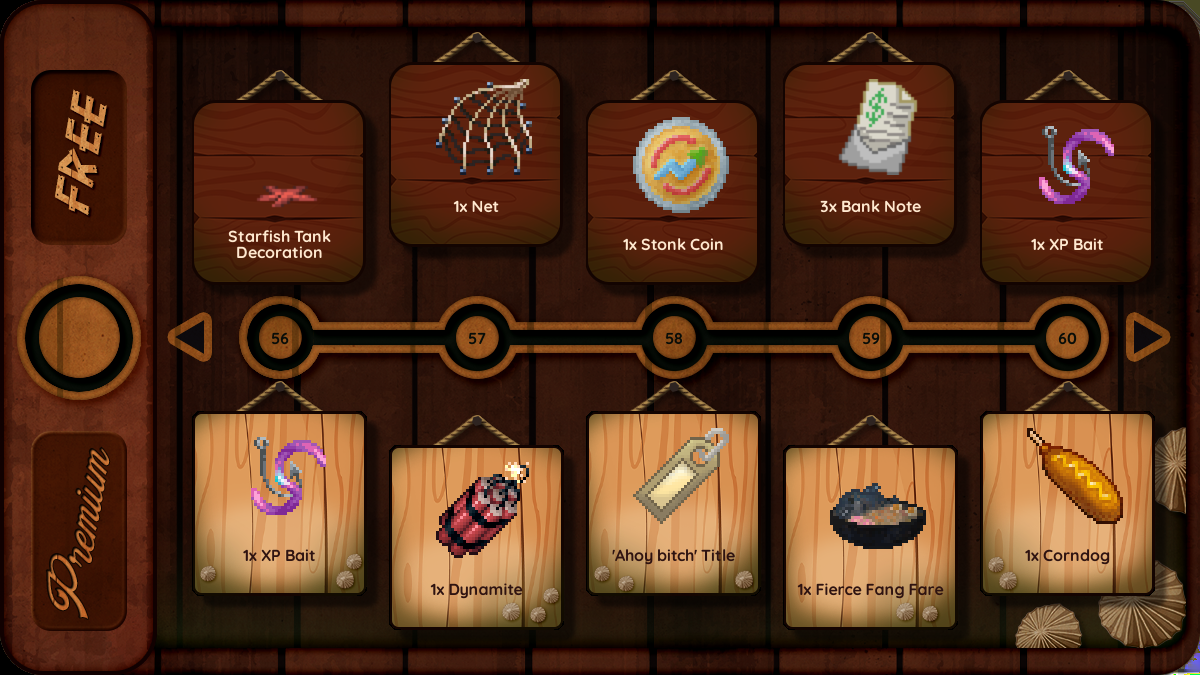 FREE
Starfish Tank
Decoration
1x Net
1x Stonk Coin
3x Bank Note
1x XP Bait
56
57
58
59
60
Premium
1x XP Bait
1x Dynamite
'Ahoy bitch' Title
1x Fierce Fang Fare
1x Corndog